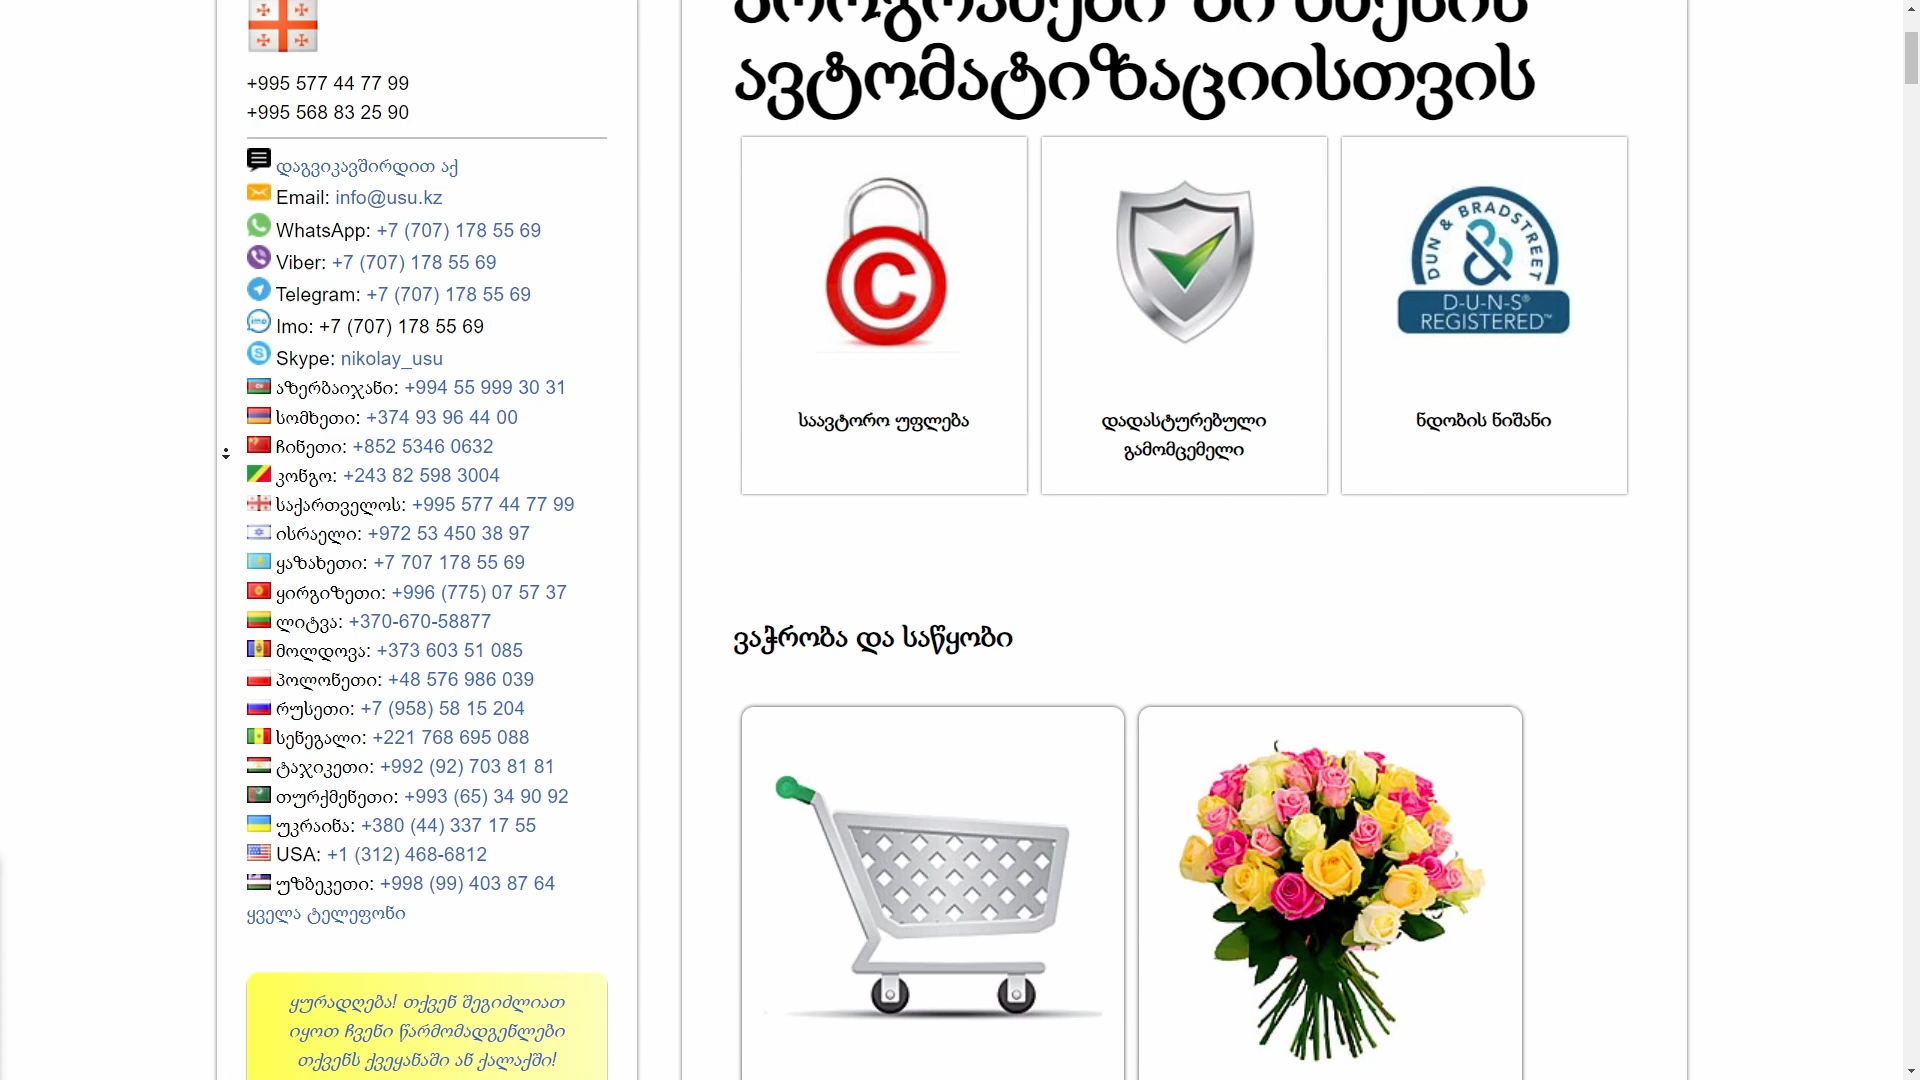 +995 577 44 77 99
+995 568 83 25 90
დაგვიკავშირდით აქ
Email: info@usu.kz
WhatsApp: +7 (707) 178 55 69
Viber: +7 (707) 178 55 69
Telegram: +7 (707) 178 55 69
imo
Imo: +7 (707) 178 55 69
Skype: nikolay_usu
აზერბაიჯანი: +994 55 999 30 31
სომხეთი: +374 93 96 44 00
ჩინეთი: +852 5346 0632
კონგო: +243 82 598 3004
საქართველოს: +995 577 44 77 99
ისრაელი: +972 53 450 38 97
ყაზახეთი: +7 707 178 55 69
ყირგიზეთი: +996 (775) 07 57 37
ლიტვა: +370-670-58877
მოლდოვა: +373 603 51 085
პოლონეთი: +48 576 986 039
რუსეთი: +7 (958) 58 15 204
სენეგალი: +221 768 695 088
ტაჯიკეთი: +992 (92) 703 81 81
თურქმენეთი: +993 (65) 34 90 92
უკრაინა: +380 (44) 337 17 55
USA: +1 (312) 468-6812
უზბეკეთი: +998 (99) 403 87 64
ყველა ტელეფონი
ყურადღება! თქვენ შეგიძლიათ
იყოთ ჩვენი წარმომადგენლები
თქვენს ქვეყანაში ან ქალაქში!
ავტომატიზაციისთვის
C
საავტორო უფლება
დადასტურებული
გამომცემელი
DUN & BRADSTREET
D-U-N-S®
REGISTERED™
ნდობის ნიშანი
ვაჭრობა და საწყობი